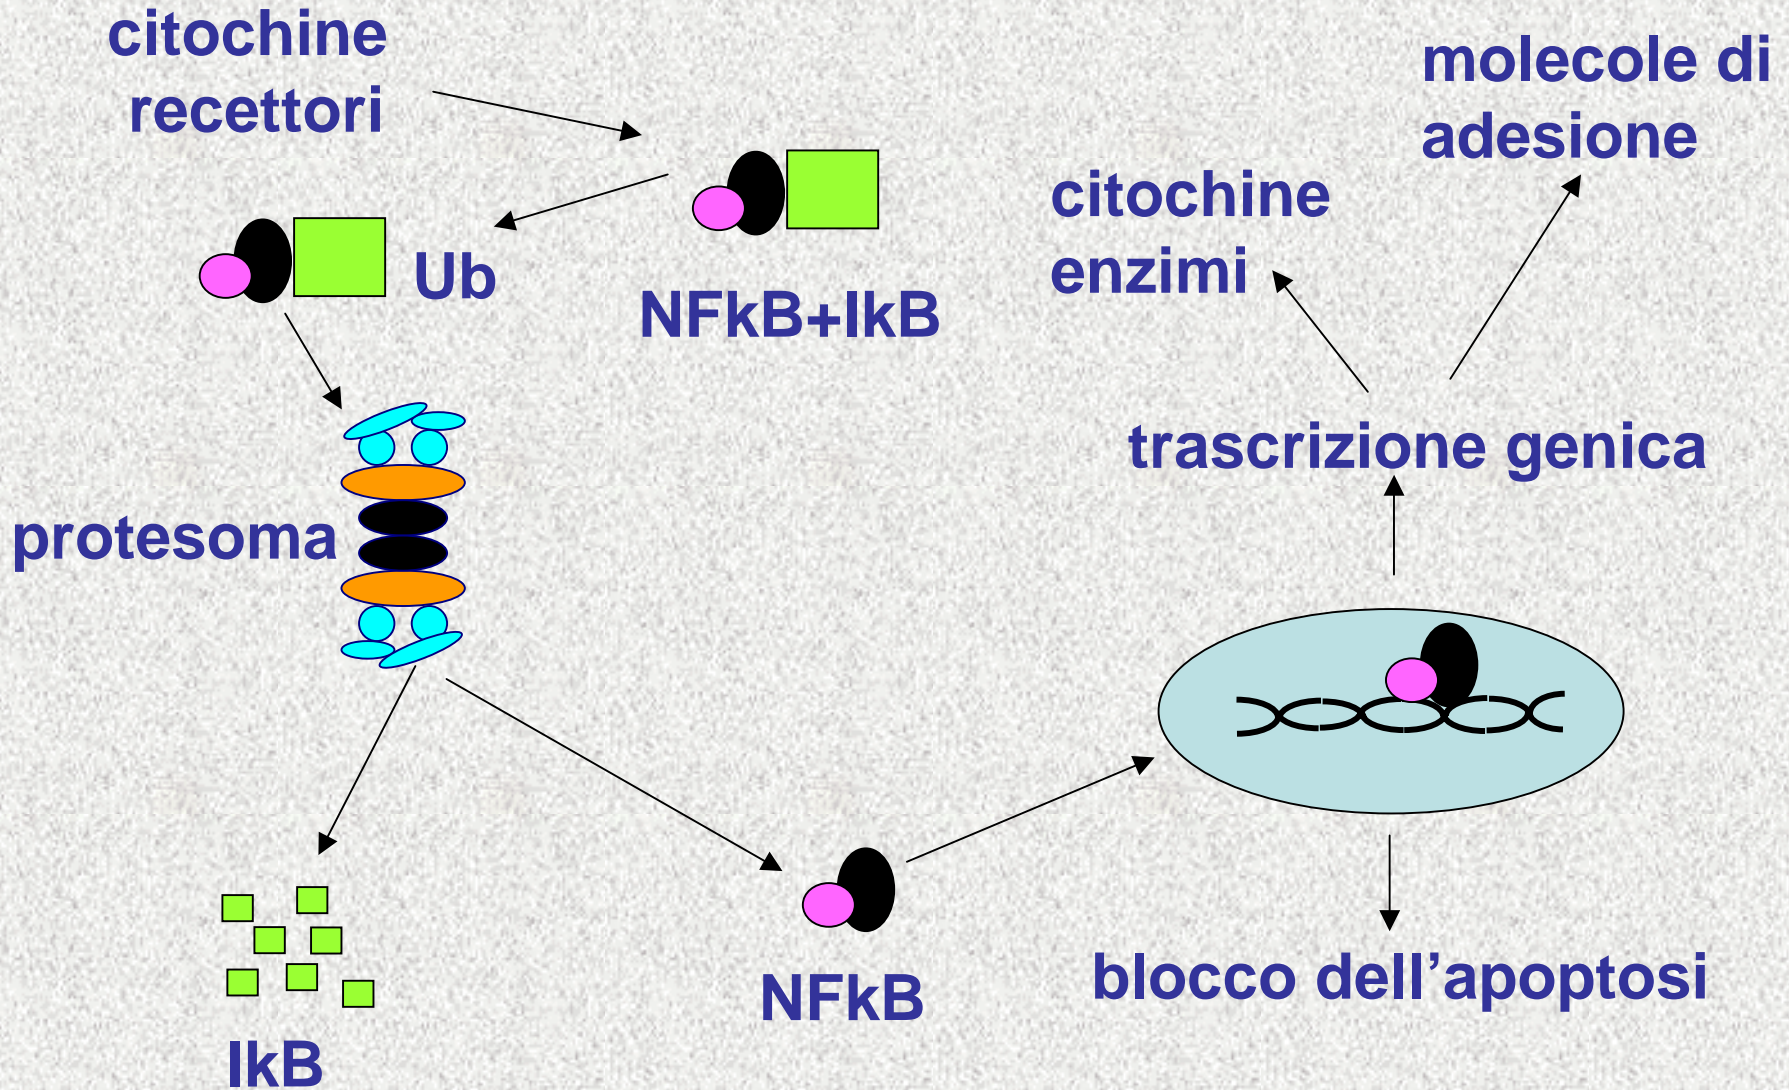 citochine
recettori
molecole di
adesione
citochine
enzimi
Ub
NFkB+IkB
trascrizione genica
protesoma
blocco dell’apoptosi
NFkB
IkB